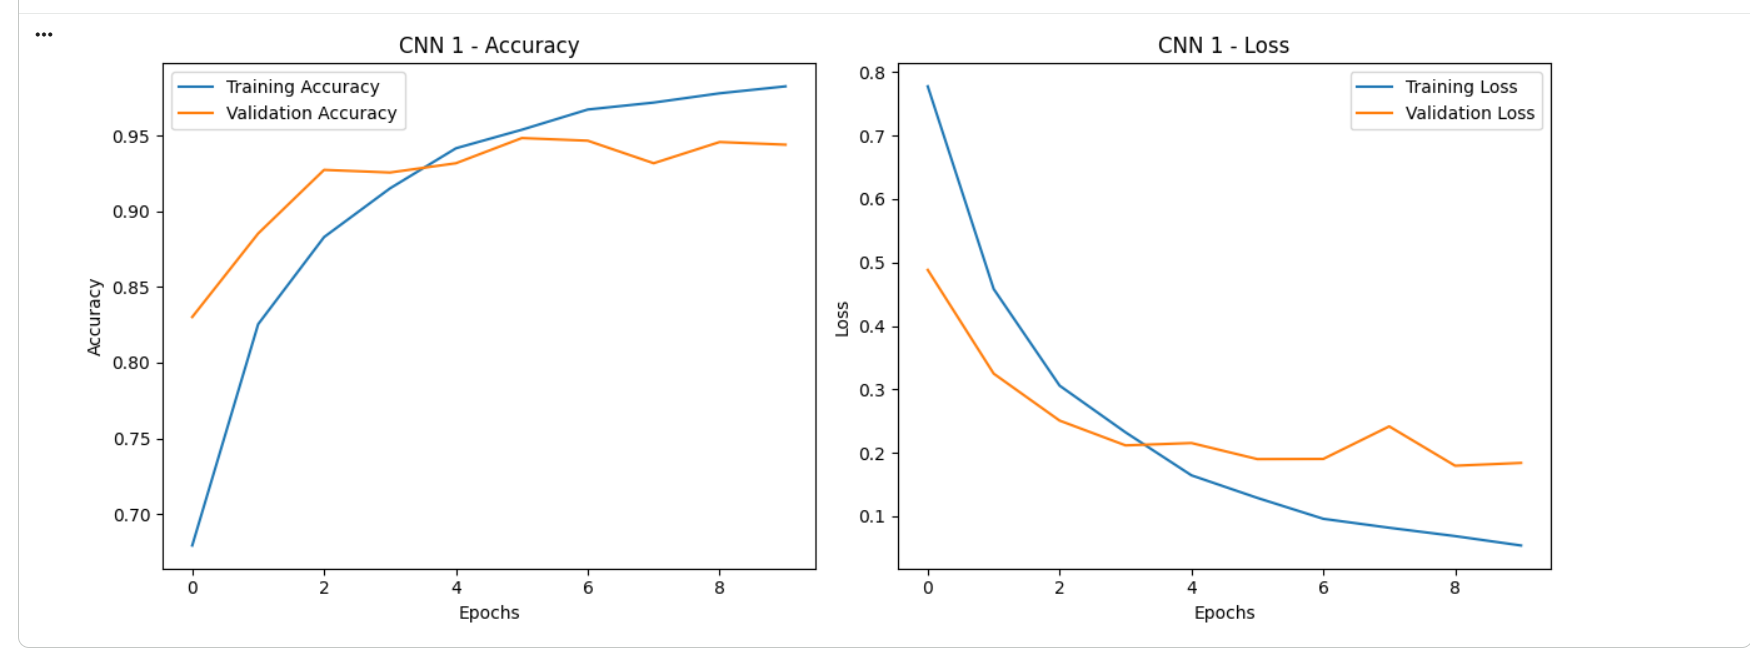 ...
CNN 1 - Accuracy
Training Accuracy
Validation Accuracy
0.95
0.90
0.85
0.80
0.75
0.70
Accuracy
0 2 4 6 8
Epochs
CNN 1 - Loss
Training Loss
Validation Loss
0.8
0.7
0.6
0.5
0.4
0.3
0.2
0.1
Loss
0 2 4 6 8
Epochs